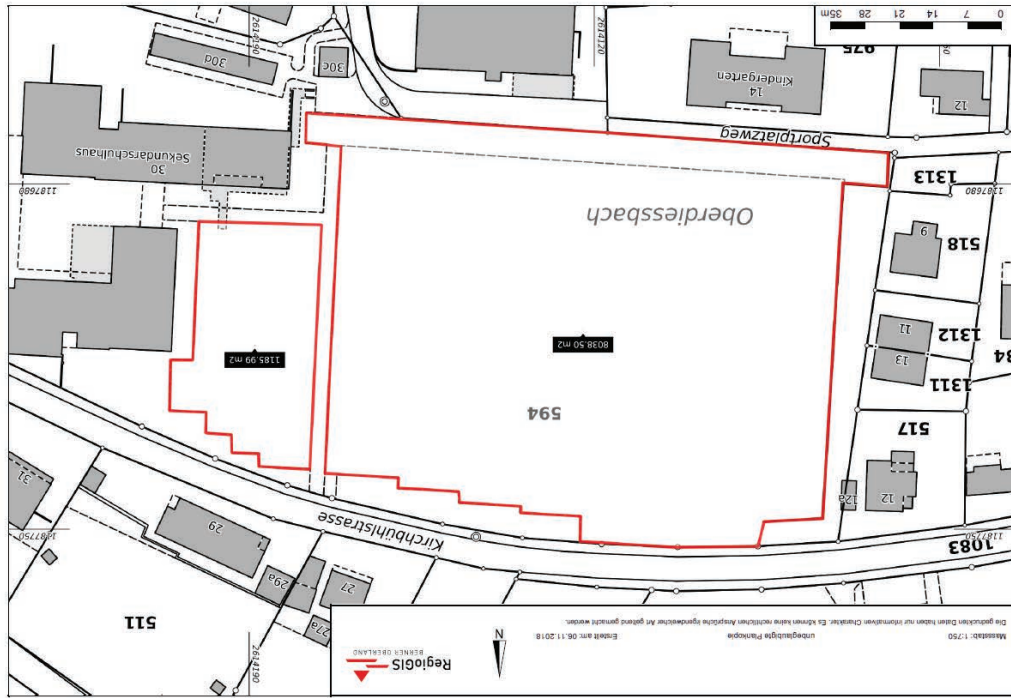 Massstab: 1:750
unbeglaubigte Plankopie
Erstellt am: 06.11.2018
N
RegioGIS
BERNER OBERLAND
Die gedruckten Daten haben nur informativen Charakter. Es können keine rechtlichen Ansprüche irgendwelcher Art geltend gemacht werden.
2614190
27a
511
27
29a
1083
1187750
1187750
29
Kirchbühlstrasse
12
12a
31
517
594
1311
1312
13
11
8038.50 m2
1185.99 m2
518
9
Oberdiessbach
1313
1187680
1187680
30
Sekundarschulhaus
Sportplatzweg
12
14
Kindergarten
30c
30d
975
2614120
2614190
0 7 14 21 28 35m